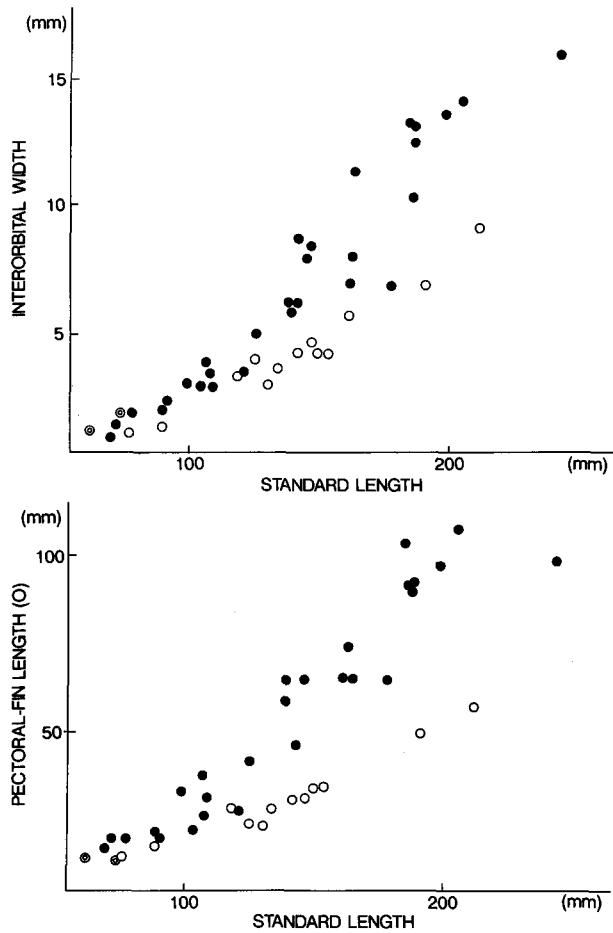 (mm)
15
10
5
INTERORBITAL WIDTH
100
200
(mm)
STANDARD LENGTH
(mm)
100
50
PECTORAL-FIN LENGTH (O)
100
200
(mm)
STANDARD LENGTH